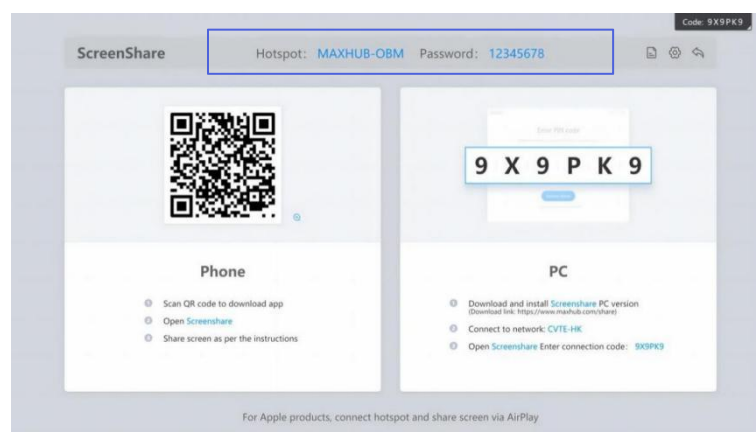 Code: 9X9PK9
ScreenShare
Hotspot: MAXHUB-OBM Password: 12345678
9 X 9 P K 9
Phone
Scan QR code to download app
Open Screenshare
Share screen as per the instructions
PC
Download and install Screenshare PC version
(Download link: https://www.maxhub.com/share)
Connect to network: CVTE-HK
Open Screenshare Enter connection code: 9X9PK9
For Apple products, connect hotspot and share screen via AirPlay